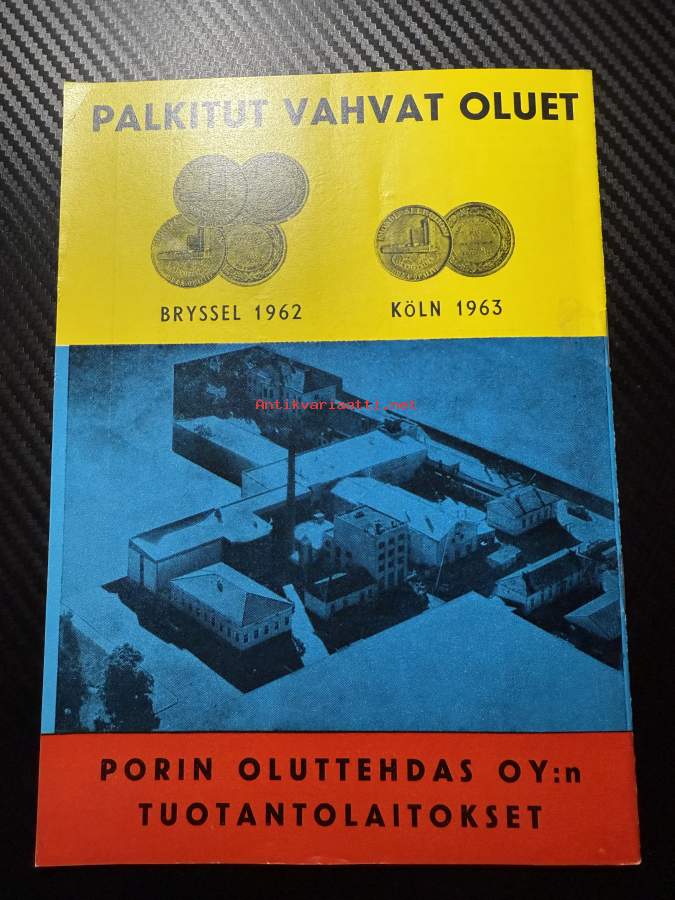 PALKITUT VAHVAT OLUET
BRYSSEL 1962
KÖLN 1963
Antikvariaatti.net
PORIN OLUTTEHDAS OY:n
TUOTANTOLAITOKSET